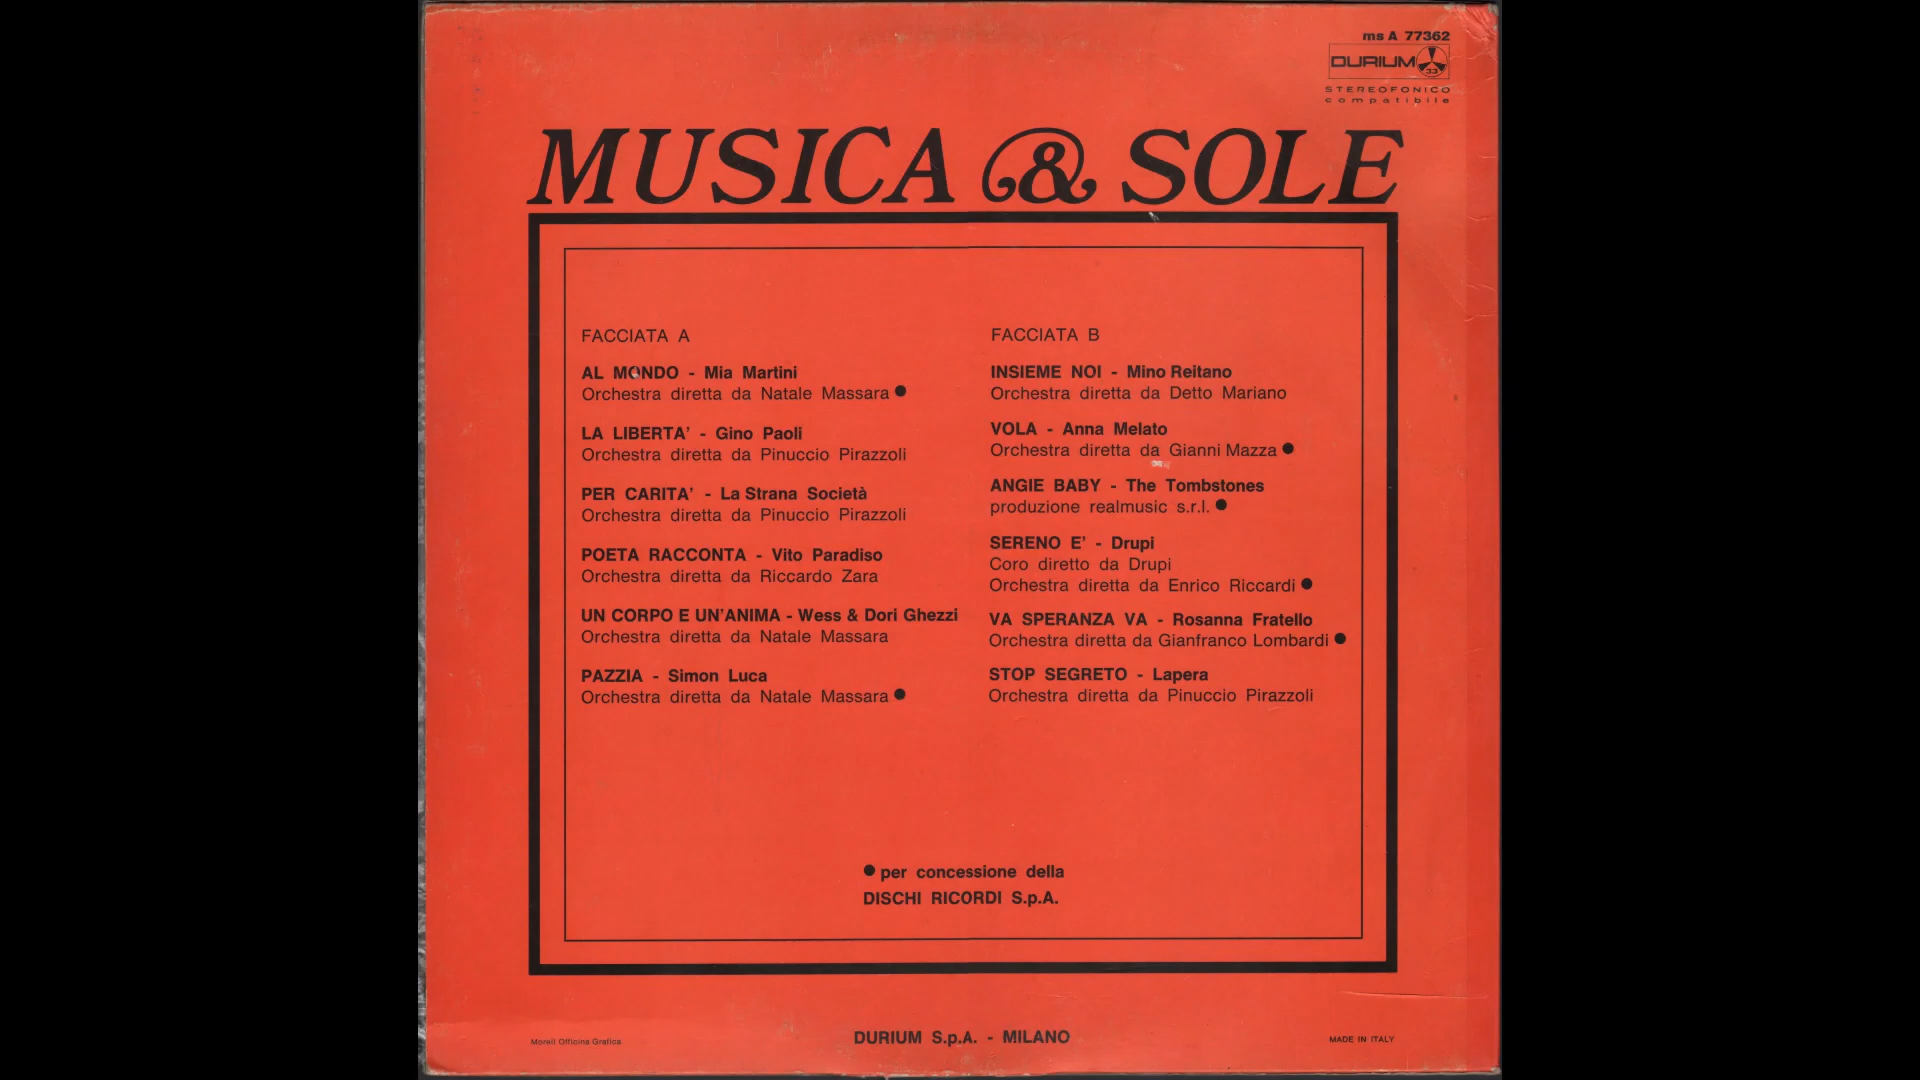 ms A 77362
DURIUM 33
STEREOFONICO
compatibile
MUSICA & SOLE
FACCIATA A
AL MONDO - Mia Martini
Orchestra diretta da Natale Massara ●
LA LIBERTA' - Gino Paoli
Orchestra diretta da Pinuccio Pirazzoli
PER CARITA' - La Strana Società
Orchestra diretta da Pinuccio Pirazzoli
POETA RACCONTA - Vito Paradiso
Orchestra diretta da Riccardo Zara
UN CORPO E UN'ANIMA - Wess & Dori Ghezzi
Orchestra diretta da Natale Massara
PAZZIA - Simon Luca
Orchestra diretta da Natale Massara ●
FACCIATA B
INSIEME NOI - Mino Reitano
Orchestra diretta da Detto Mariano
VOLA - Anna Melato
Orchestra diretta da Gianni Mazza ●
ANGIE BABY - The Tombstones
produzione realmusic s.r.l. ●
SERENO E' - Drupi
Coro diretto da Drupi
Orchestra diretta da Enrico Riccardi ●
VA SPERANZA VA - Rosanna Fratello
Orchestra diretta da Gianfranco Lombardi ●
STOP SEGRETO - Lapera
Orchestra diretta da Pinuccio Pirazzoli
● per concessione della
DISCHI RICORDI S.p.A.
Morell Officina Grafica
DURIUM S.p.A. - MILANO
MADE IN ITALY